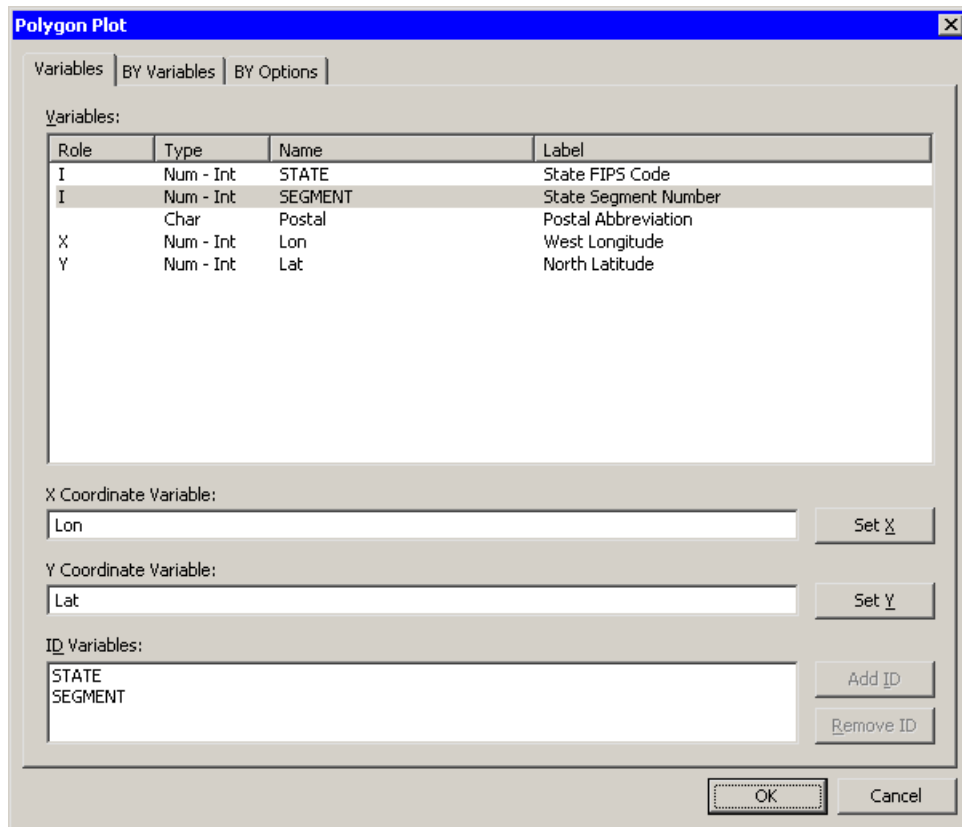 Polygon Plot
Variables BY Variables BY Options
Variables:
Role Type Name Label
I Num - Int STATE State FIPS Code
I Num - Int SEGMENT State Segment Number
Char Postal Postal Abbreviation
X Num - Int Lon West Longitude
Y Num - Int Lat North Latitude
X Coordinate Variable:
Lon Set X
Y Coordinate Variable:
Lat Set Y
ID Variables:
STATE Add ID
SEGMENT
Remove ID
OK Cancel